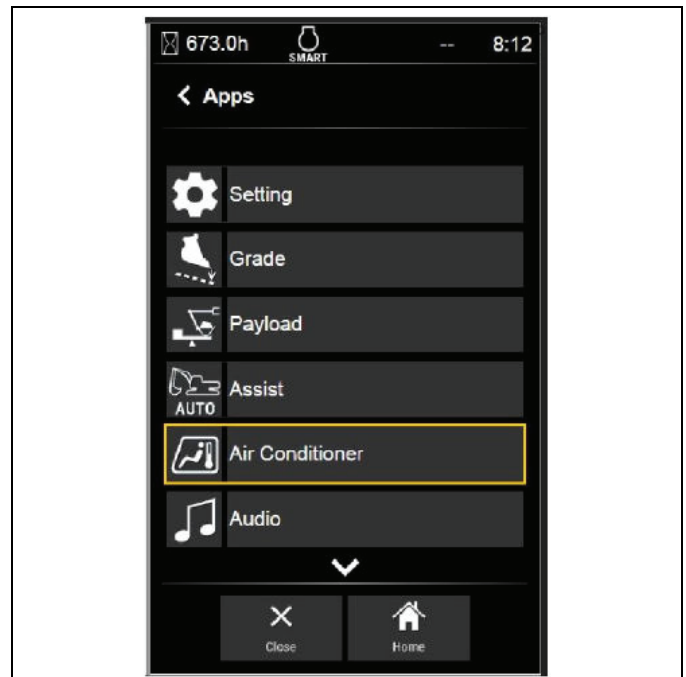 673.0h SMART -- 8:12
Apps
Setting
Grade
Payload
AUTO Assist
Air Conditioner
Audio
Close Home